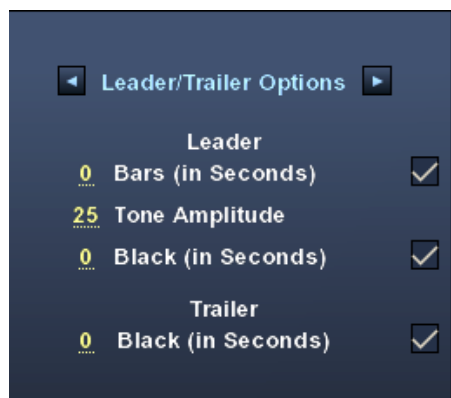 Leader/Trailer Options
Leader
0 Bars (in Seconds)
25 Tone Amplitude
0 Black (in Seconds)
Trailer
0 Black (in Seconds)